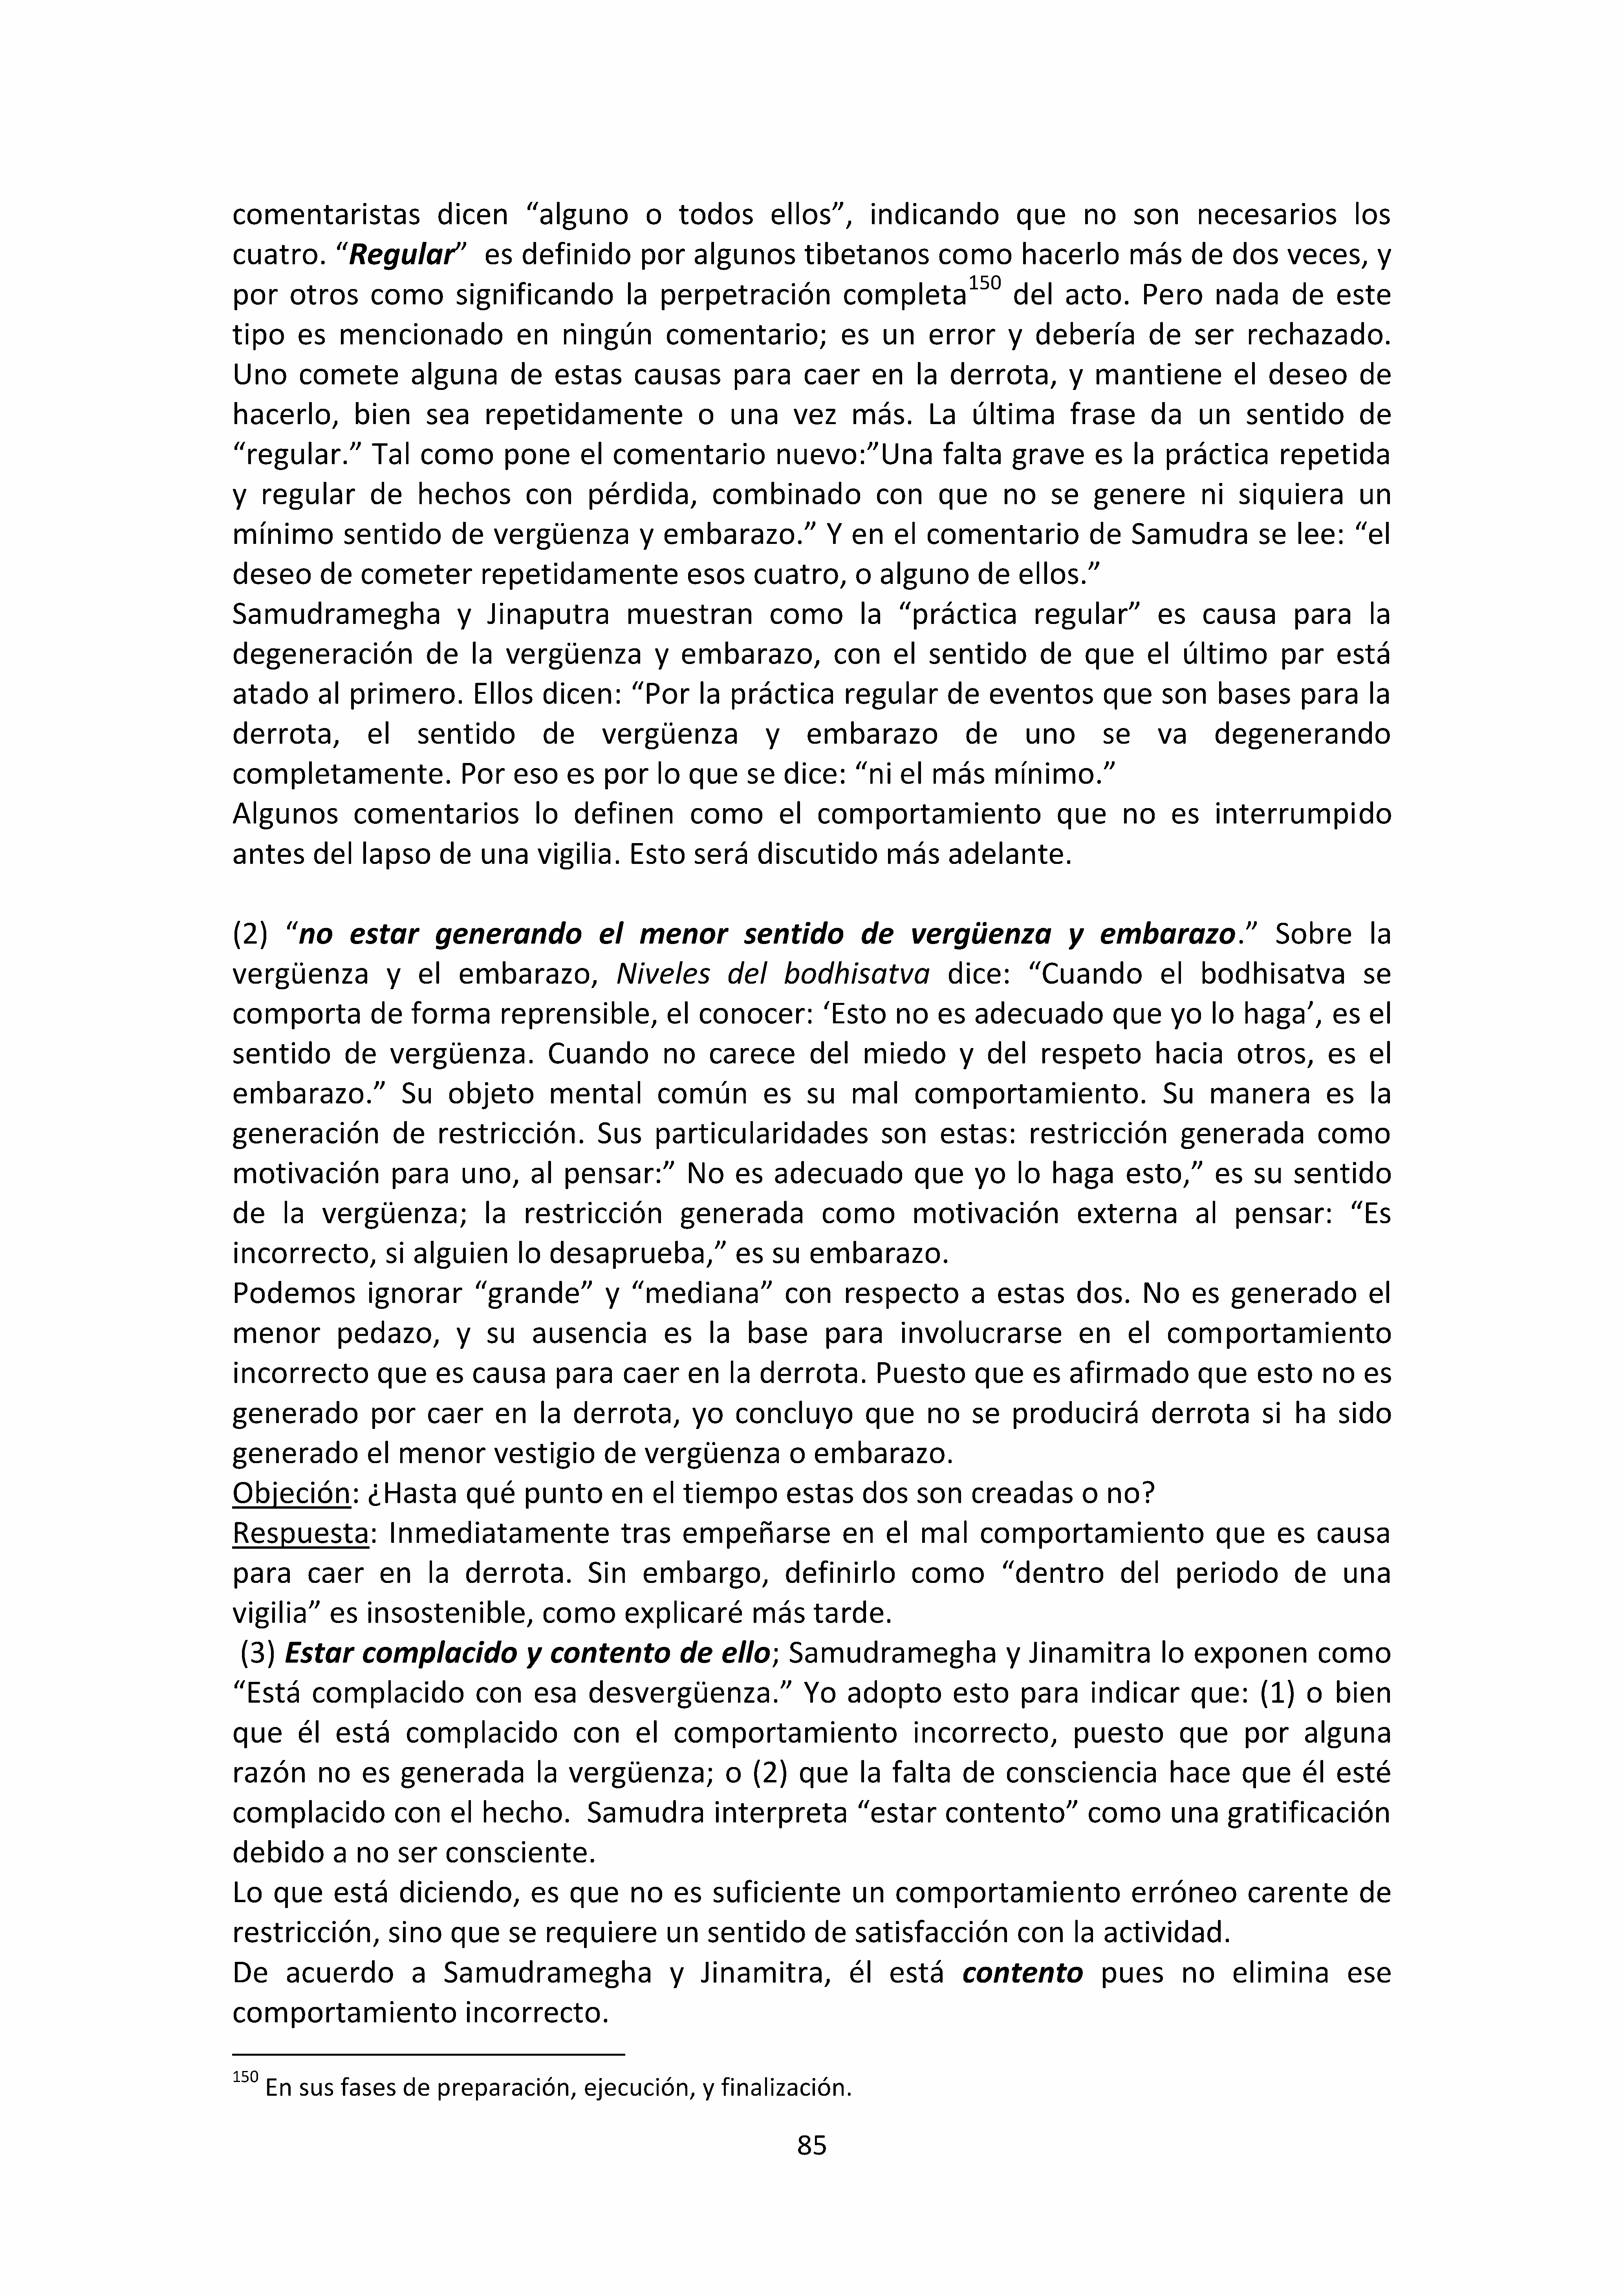 comentaristas dicen “alguno o todos ellos”, indicando que no son necesarios los
cuatro. “Regular”  es definido por algunos tibetanos como hacerlo más de dos veces, y
por otros como significando la perpetración completa150 del acto. Pero nada de este
tipo es mencionado en ningún comentario; es un error y debería de ser rechazado.
Uno comete alguna de estas causas para caer en la derrota, y mantiene el deseo de
hacerlo, bien sea repetidamente o una vez más. La última frase da un sentido de
“regular.” Tal como pone el comentario nuevo:”Una falta grave es la práctica repetida
y regular de hechos con pérdida, combinado con que no se genere ni siquiera un
mínimo sentido de vergüenza y embarazo.” Y en el comentario de Samudra se lee: “el
deseo de cometer repetidamente esos cuatro, o alguno de ellos.”
Samudramegha y Jinaputra muestran como la “práctica regular” es causa para la
degeneración de la vergüenza y embarazo, con el sentido de que el último par está
atado al primero. Ellos dicen: “Por la práctica regular de eventos que son bases para la
derrota, el sentido de vergüenza y embarazo de uno se va degenerando
completamente. Por eso es por lo que se dice: “ni el más mínimo.”
Algunos comentarios lo definen como el comportamiento que no es interrumpido
antes del lapso de una vigilia. Esto será discutido más adelante.
(2) “no estar generando el menor sentido de vergüenza y embarazo.” Sobre la
vergüenza y el embarazo, Niveles del bodhisatva dice: “Cuando el bodhisatva se
comporta de forma reprensible, el conocer: ‘Esto no es adecuado que yo lo haga’, es el
sentido de vergüenza. Cuando no carece del miedo y del respeto hacia otros, es el
embarazo.” Su objeto mental común es su mal comportamiento. Su manera es la
generación de restricción. Sus particularidades son estas: restricción generada como
motivación para uno, al pensar:” No es adecuado que yo lo haga esto,” es su sentido
de la vergüenza; la restricción generada como motivación externa al pensar: “Es
incorrecto, si alguien lo desaprueba,” es su embarazo.
Podemos ignorar “grande” y “mediana” con respecto a estas dos. No es generado el
menor pedazo, y su ausencia es la base para involucrarse en el comportamiento
incorrecto que es causa para caer en la derrota. Puesto que es afirmado que esto no es
generado por caer en la derrota, yo concluyo que no se producirá derrota si ha sido
generado el menor vestigio de vergüenza o embarazo.
Objeción: ¿Hasta qué punto en el tiempo estas dos son creadas o no?
Respuesta: Inmediatamente tras empeñarse en el mal comportamiento que es causa
para caer en la derrota. Sin embargo, definirlo como “dentro del periodo de una
vigilia” es insostenible, como explicaré más tarde.
(3) Estar complacido y contento de ello; Samudramegha y Jinamitra lo exponen como
“Está complacido con esa desvergüenza.” Yo adopto esto para indicar que: (1) o bien
que él está complacido con el comportamiento incorrecto, puesto que por alguna
razón no es generada la vergüenza; o (2) que la falta de consciencia hace que él esté
complacido con el hecho.  Samudra interpreta “estar contento” como una gratificación
debido a no ser consciente.
Lo que está diciendo, es que no es suficiente un comportamiento erróneo carente de
restricción, sino que se requiere un sentido de satisfacción con la actividad.
De acuerdo a Samudramegha y Jinamitra, él está contento pues no elimina ese
comportamiento incorrecto.
150 En sus fases de preparación, ejecución, y finalización.
85